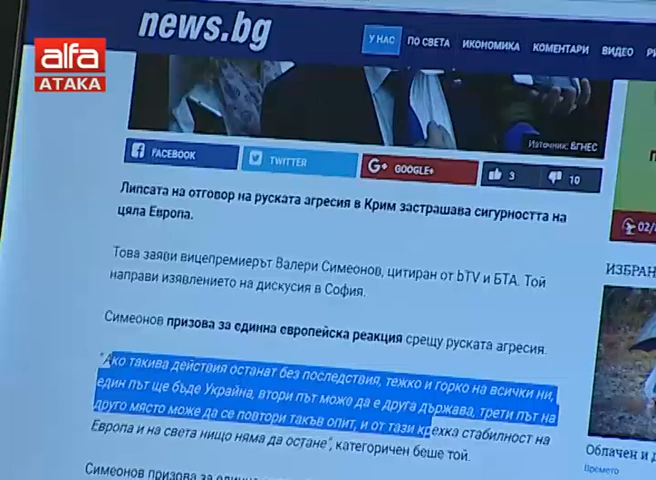 news.bg
У НАС ПО СВЕТА ИКОНОМИКА КОМЕНТАРИ ВИДЕО
alfa
АТАКА
Източник: БГНЕС
FACEBOOK
TWITTER
G+ GOOGLE+
3
10
Липсата на отговор на руската агресия в Крим застрашава сигурността на
цяла Европа.
Това заяви вицепремиерът Валери Симеонов, цитиран от bTV и БТА. Той
направи изявлението на дискусия в София.
Симеонов призова за единна европейска реакция срещу руската агресия.
"Ако такива действия останат без последствия, тежко и горко на всички ни,
един път ще бъде Украйна, втори път може да е друга държава, трети път на
друго място може да се повтори такъв опит, и от тази крехка стабилност на
Европа и на света нищо няма да остане", категоричен беше той.
ИЗБРАН
Облачен и д
Времето